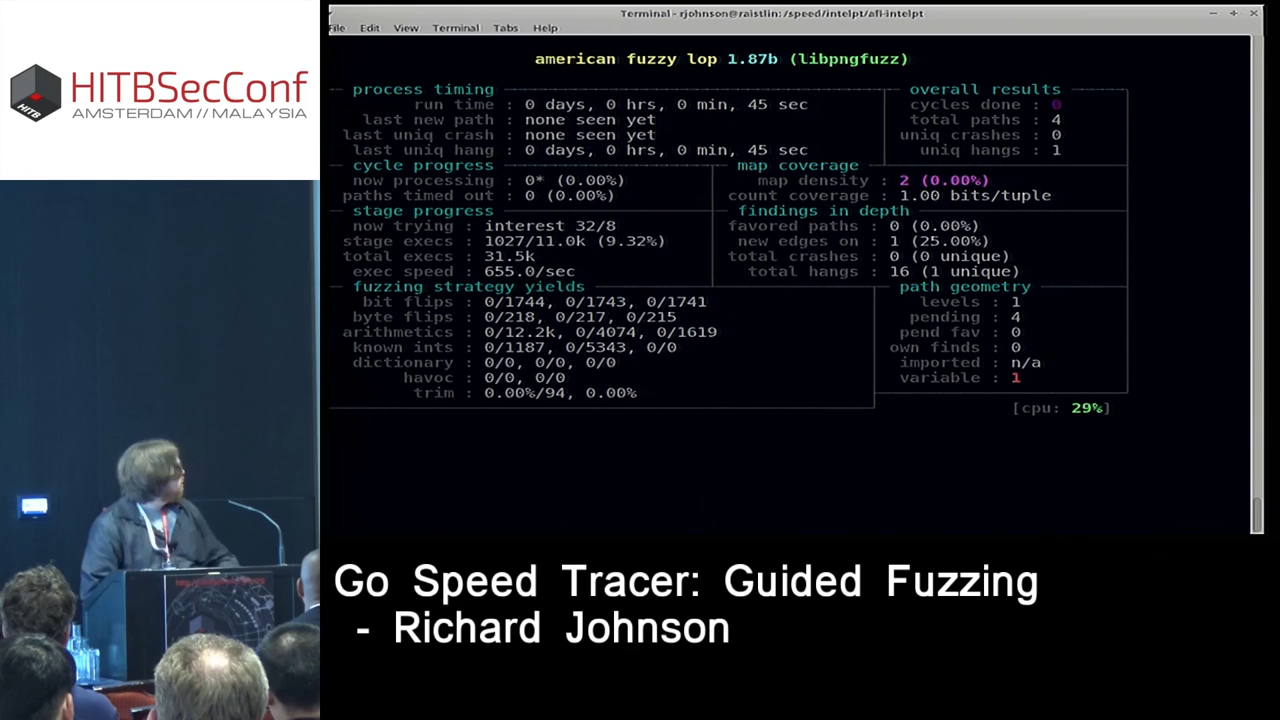 HITBSecConf
AMSTERDAM // MALAYSIA
HITB
Terminal - rjohnson@raistlin:/speed/intelpt/afl-intelpt
File Edit View Terminal Tabs Help
american fuzzy lop 1.87b (libpngfuzz)
process timing overall results
run time : 0 days, 0 hrs, 0 min, 45 sec cycles done : 0
last new path : none seen yet total paths : 4
last uniq crash : none seen yet uniq crashes : 0
last uniq hang : 0 days, 0 hrs, 0 min, 45 sec uniq hangs : 1
cycle progress map coverage
now processing : 0* (0.00%) map density : 2 (0.00%)
paths timed out : 0 (0.00%) count coverage : 1.00 bits/tuple
stage progress findings in depth
now trying : interest 32/8 favored paths : 0 (0.00%)
stage execs : 1027/11.0k (9.32%) new edges on : 1 (25.00%)
total execs : 31.5k total crashes : 0 (0 unique)
exec speed : 655.0/sec total hangs : 16 (1 unique)
fuzzing strategy yields path geometry
bit flips : 0/1744, 0/1743, 0/1741 levels : 1
byte flips : 0/218, 0/217, 0/215 pending : 4
arithmetics : 0/12.2k, 0/4074, 0/1619 pend fav : 0
known ints : 0/1187, 0/5343, 0/0 own finds : 0
dictionary : 0/0, 0/0, 0/0 imported : n/a
havoc : 0/0, 0/0 variable : 1
trim : 0.00%/94, 0.00%
[cpu: 29%]
Go Speed Tracer: Guided Fuzzing
- Richard Johnson